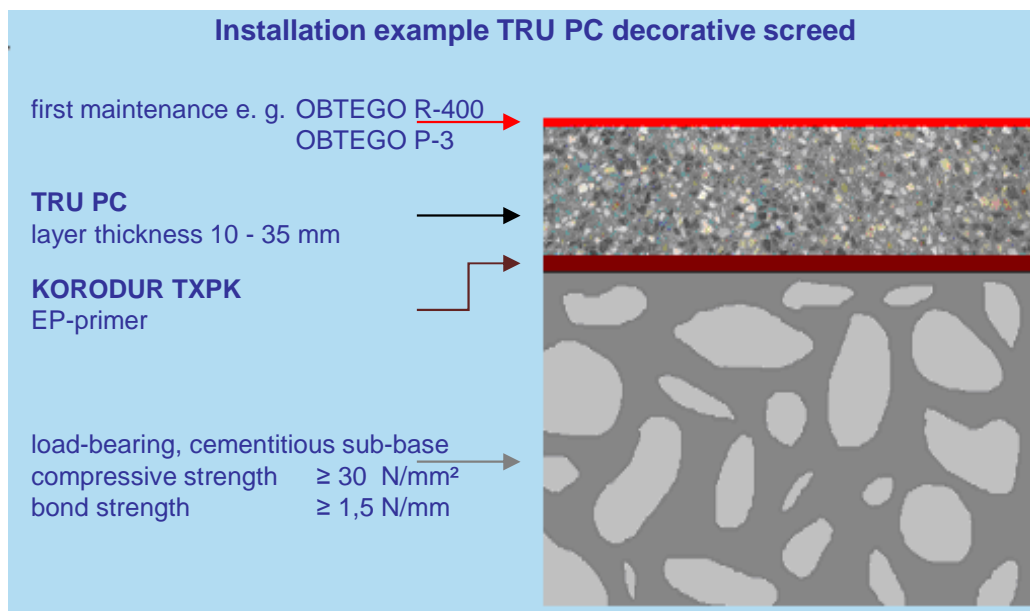 Installation example TRU PC decorative screed
first maintenance e. g. OBTEGO R-400
OBTEGO P-3
TRU PC
layer thickness 10 - 35 mm
KORODUR TXPK
EP-primer
load-bearing, cementitious sub-base
compressive strength ≥ 30 N/mm²
bond strength ≥ 1,5 N/mm